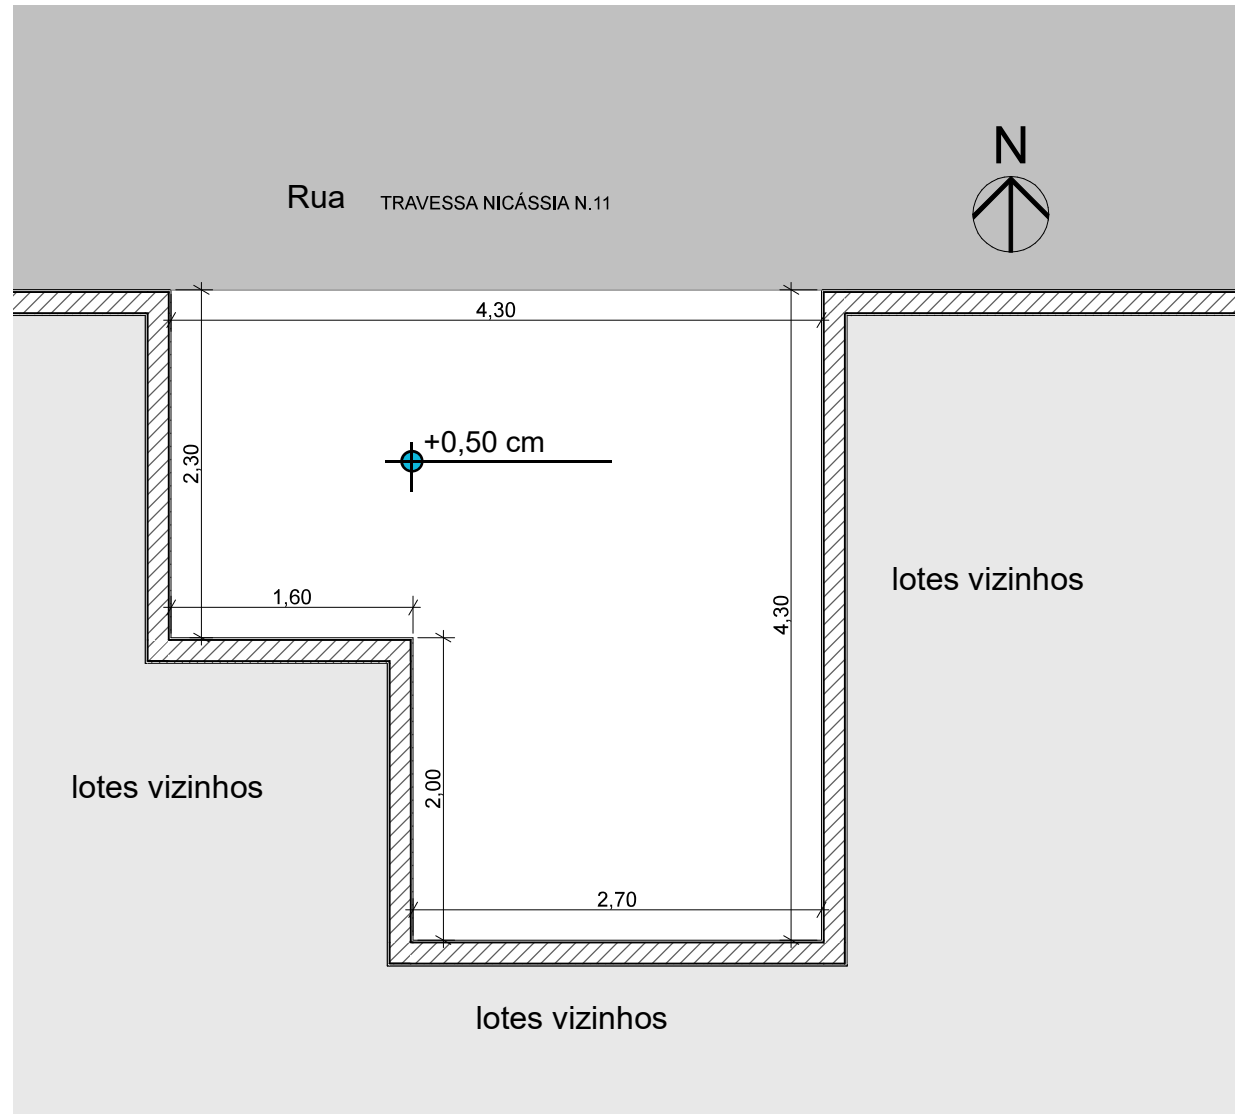 N
Rua TRAVESSA NICÁSSIA N.11
4,30
+0,50 cm
2,30
lotes vizinhos
1,60
4,30
lotes vizinhos
2,00
2,70
lotes vizinhos